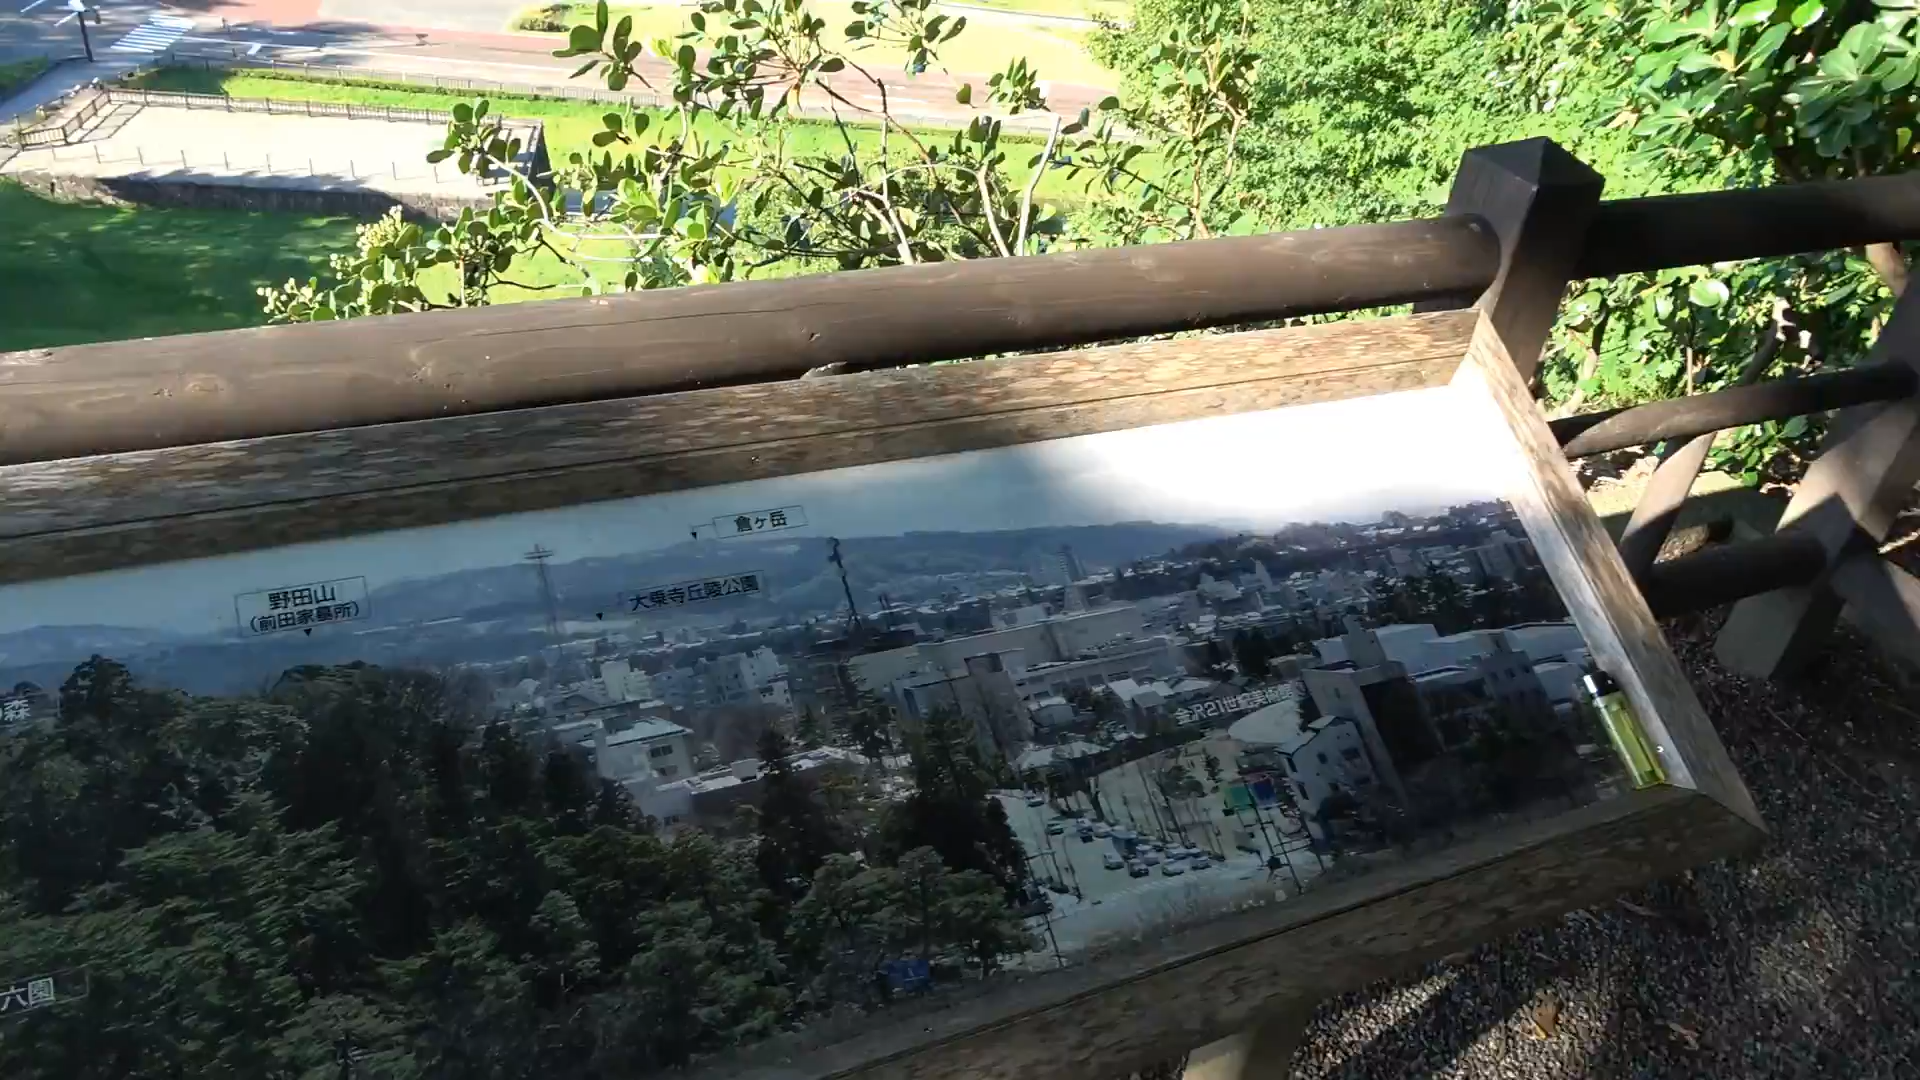 倉ヶ岳
野田山
(前田家墓所)
大乗寺丘陵公園
森
金沢21世紀美術館
六園